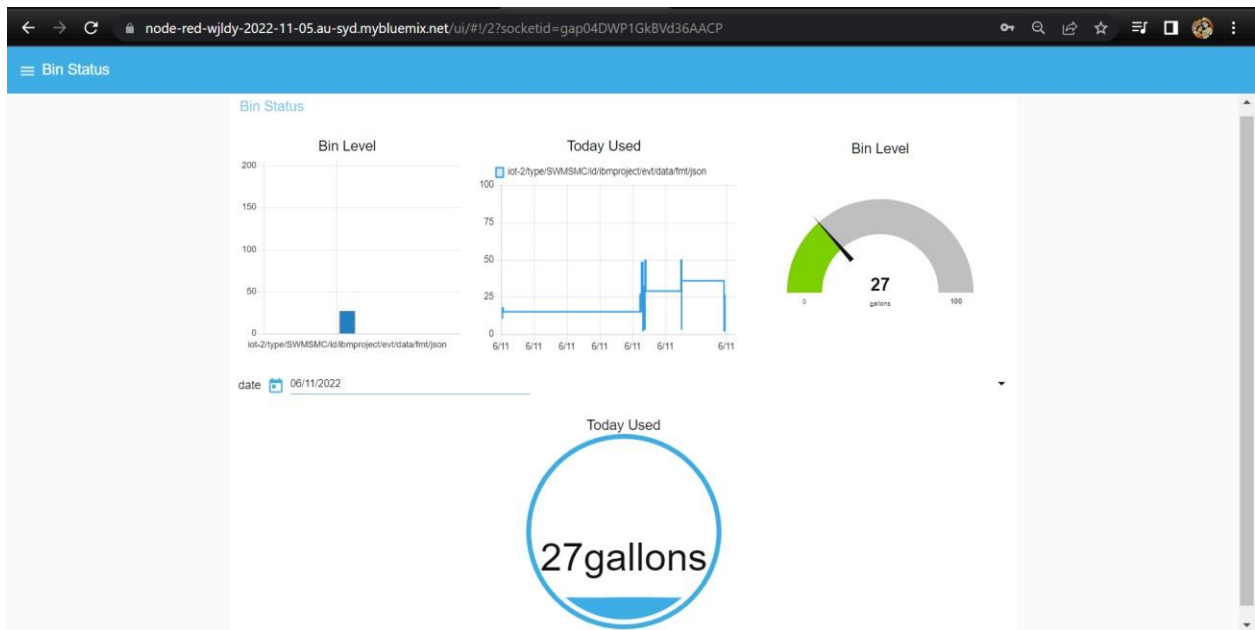 node-red-wjldy-2022-11-05.au-syd.mybluemix.net/ui/#!/2?socketid=gap04DWP1GkBVd36AACP
Bin Status
Bin Status
Bin Level
200
150
100
50
0
iot-2/type/SWMSMC/id/ibmproject/evt/data/fmt/json
Today Used
iot-2/type/SWMSMC/id/ibmproject/evt/data/fmt/json
100
75
50
25
0
6/11 6/11 6/11 6/11 6/11 6/11 6/11
Bin Level
27
gallons
0 100
date 06/11/2022
Today Used
27gallons